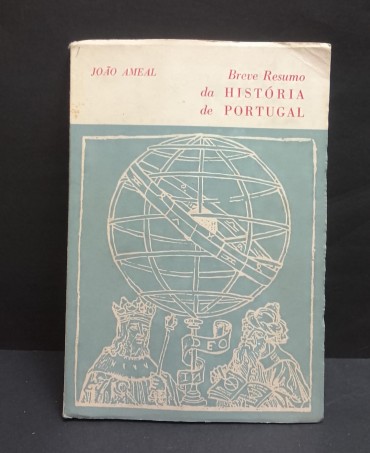 JOÃO AMEAL
Breve Resumo
da HISTÓRIA
de PORTUGAL